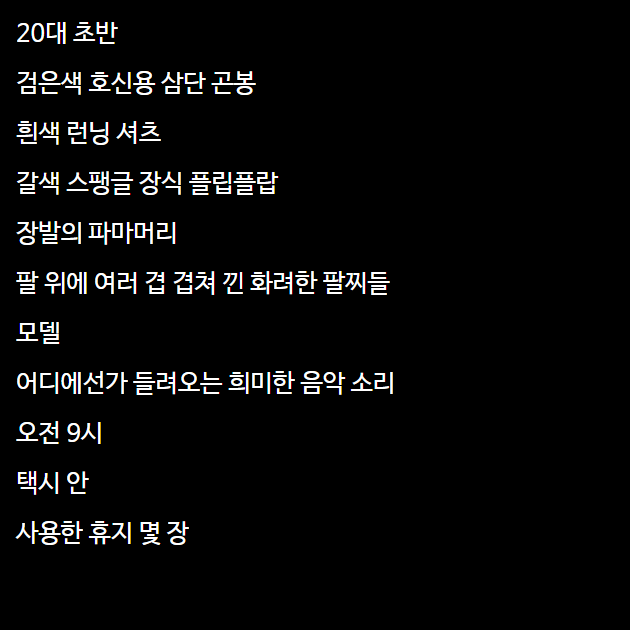 20대 초반
검은색 호신용 삼단 곤봉
흰색 런닝 셔츠
갈색 스팽글 장식 플립플랍
장발의 파마머리
팔 위에 여러 겹 겹쳐 낀 화려한 팔찌들
모델
어디에선가 들려오는 희미한 음악 소리
오전 9시
택시 안
사용한 휴지 몇 장